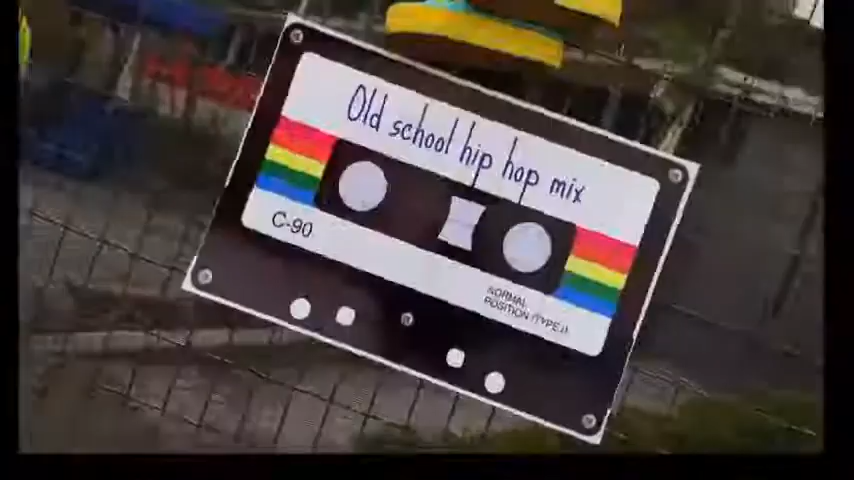 Old school hip hop mix
C-90
NORMAL
POSITION (TYPE I)